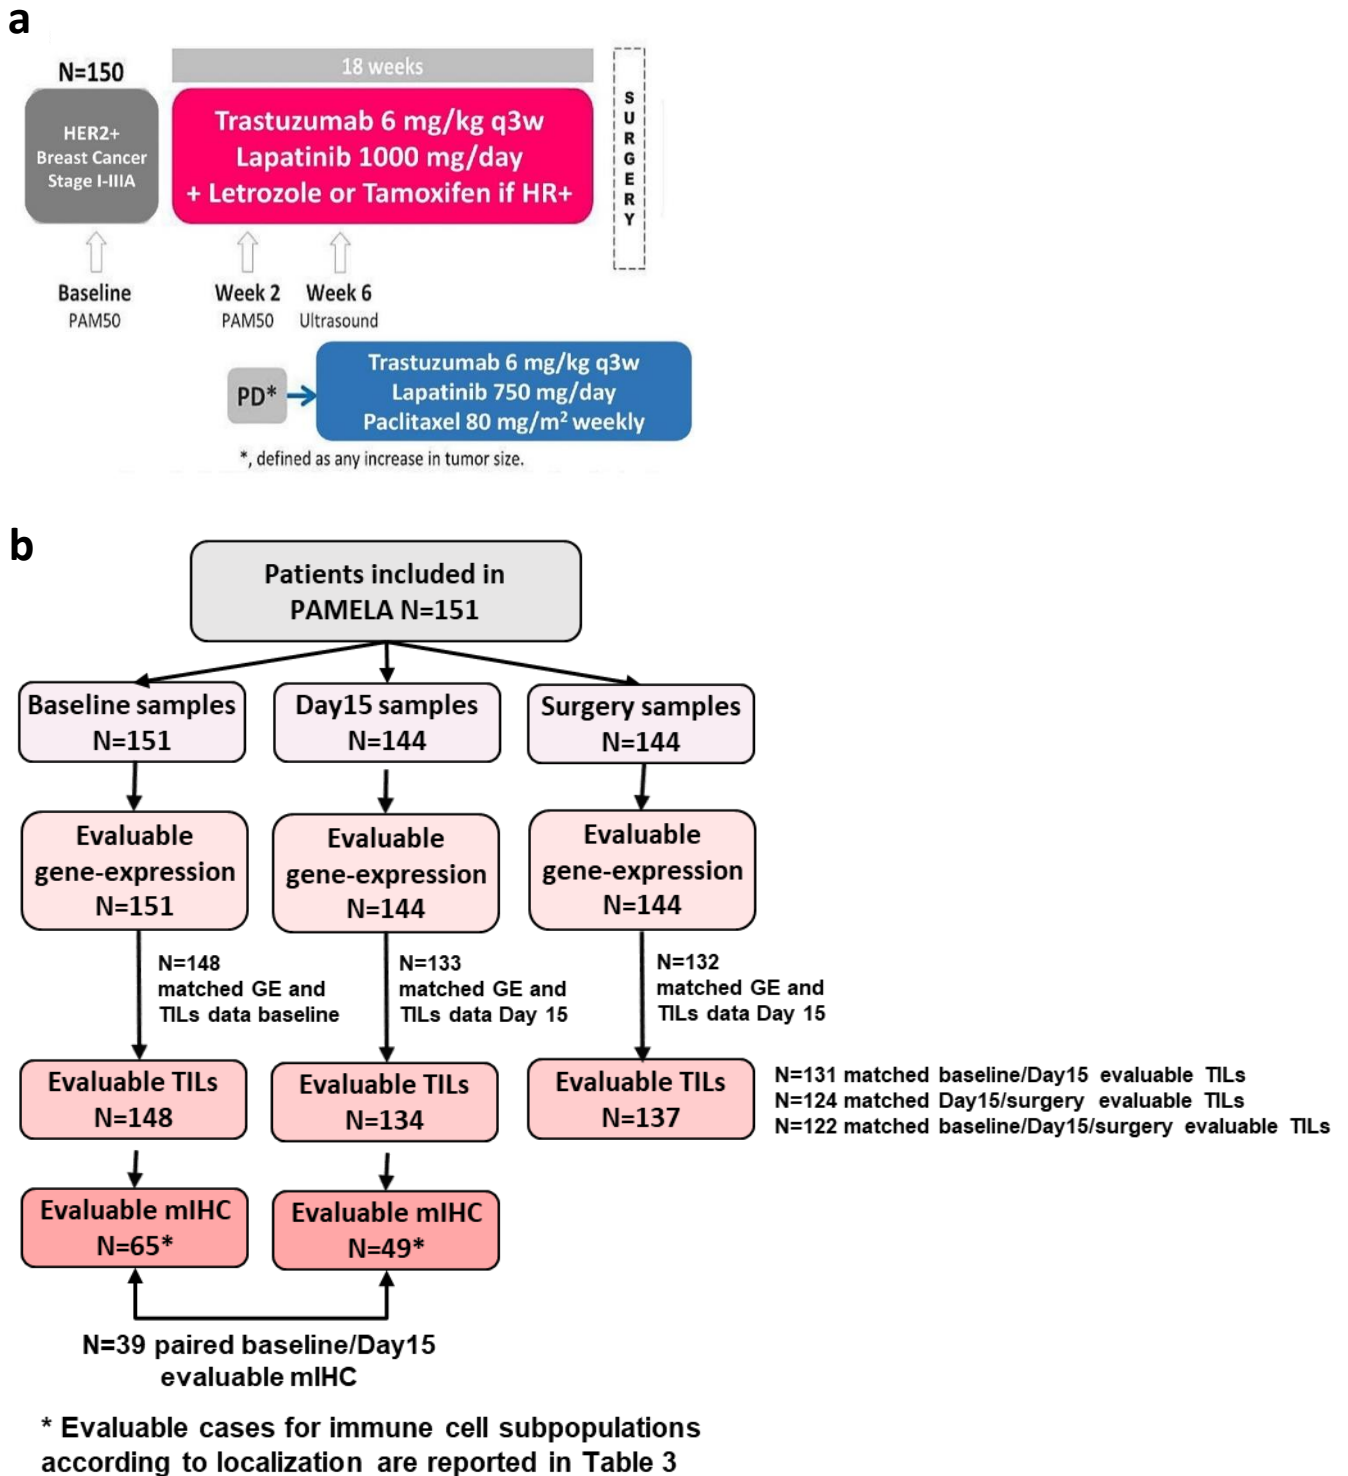 a
N=150
18 weeks
HER2+
Breast Cancer
Stage I-IIIA
Trastuzumab 6 mg/kg q3w
Lapatinib 1000 mg/day
+ Letrozole or Tamoxifen if HR+
SURGERY
Baseline
PAM50
Week 2
PAM50
Week 6
Ultrasound
PD*
Trastuzumab 6 mg/kg q3w
Lapatinib 750 mg/day
Paclitaxel 80 mg/m² weekly
*, defined as any increase in tumor size.
b
Patients included in
PAMELA N=151
Baseline samples
N=151
Day15 samples
N=144
Surgery samples
N=144
Evaluable
gene-expression
N=151
Evaluable
gene-expression
N=144
Evaluable
gene-expression
N=144
N=148
matched GE and
TILs data baseline
N=133
matched GE and
TILs data Day 15
N=132
matched GE and
TILs data Day 15
Evaluable TILs
N=148
Evaluable TILs
N=134
Evaluable TILs
N=137
N=131 matched baseline/Day15 evaluable TILs
N=124 matched Day15/surgery evaluable TILs
N=122 matched baseline/Day15/surgery evaluable TILs
Evaluable mIHC
N=65*
Evaluable mIHC
N=49*
N=39 paired baseline/Day15
evaluable mIHC
* Evaluable cases for immune cell subpopulations
according to localization are reported in Table 3